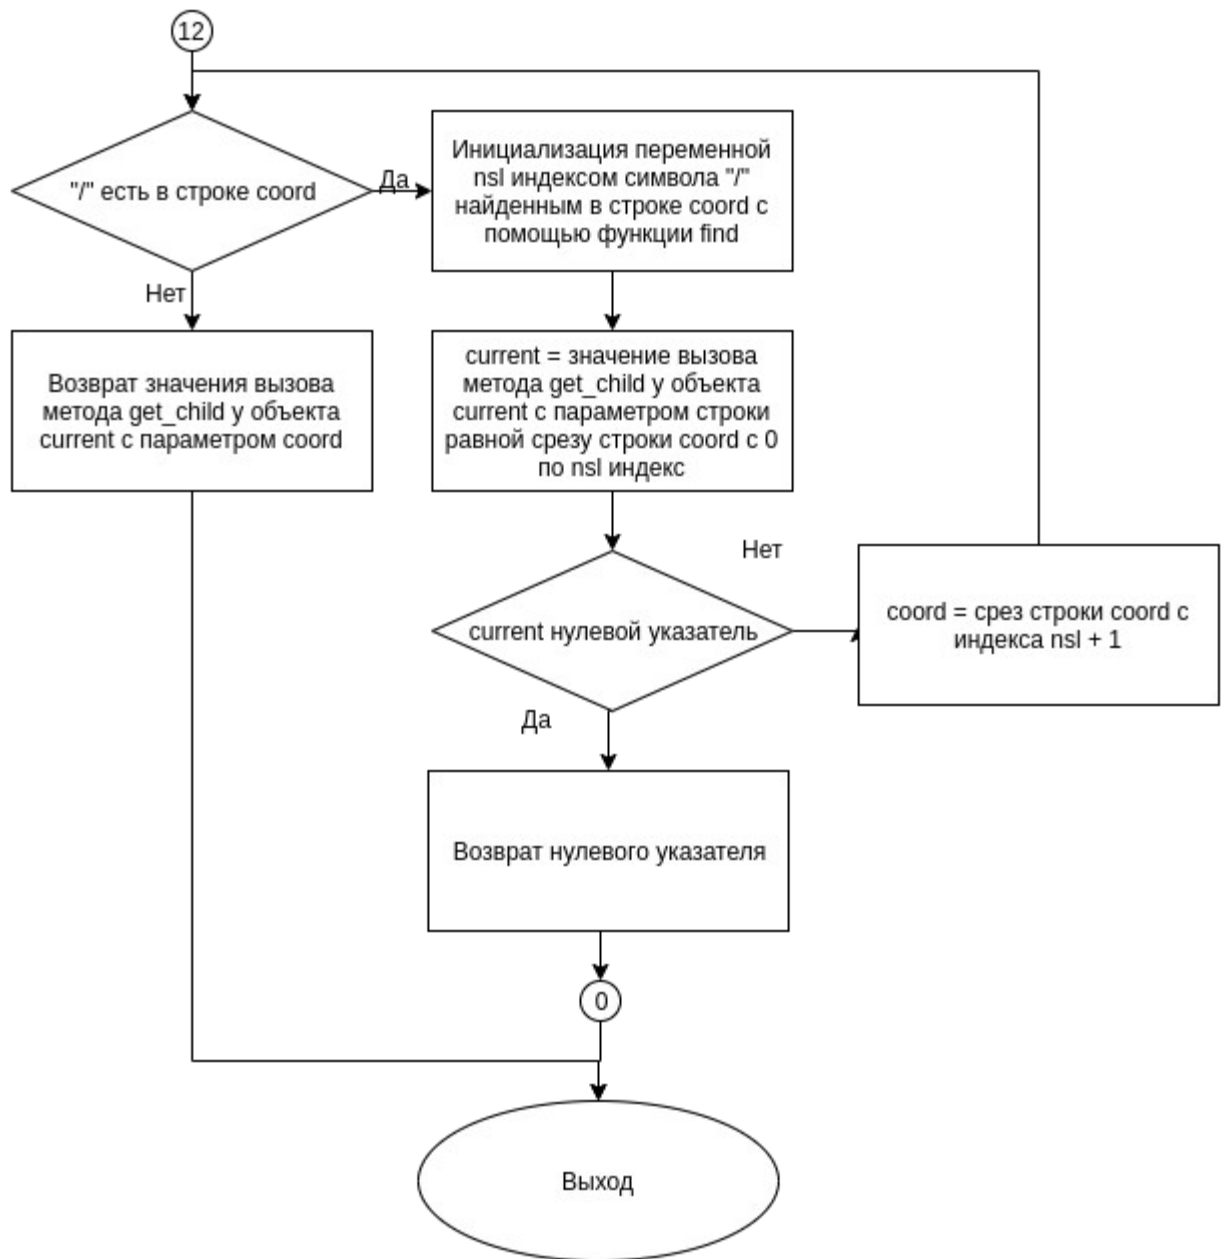 12
"/" есть в строке coord
Да
Инициализация переменной
nsl индексом символа "/"
найденным в строке coord с
помощью функции find
Нет
Возврат значения вызова
метода get_child у объекта
current с параметром coord
current = значение вызова
метода get_child у объекта
current с параметром строки
равной срезу строки coord с 0
по nsl индекс
Нет
current нулевой указатель
coord = срез строки coord с
индекса nsl + 1
Да
Возврат нулевого указателя
0
Выход